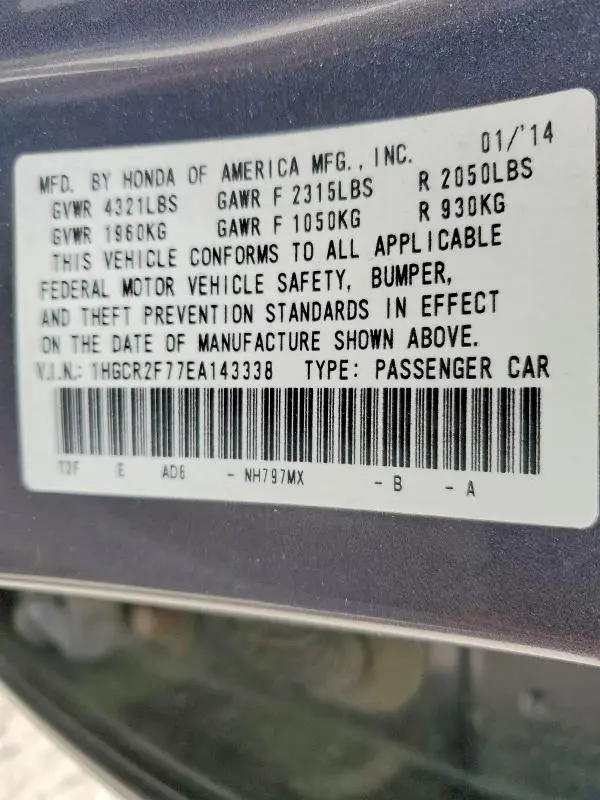 MFD. BY HONDA OF AMERICA MFG., INC. 01/'14
GVWR 4321LBS GAWR F 2315LBS R 2050LBS
GVWR 1960KG GAWR F 1050KG R 930KG
THIS VEHICLE CONFORMS TO ALL APPLICABLE
FEDERAL MOTOR VEHICLE SAFETY, BUMPER,
AND THEFT PREVENTION STANDARDS IN EFFECT
ON THE DATE OF MANUFACTURE SHOWN ABOVE.
V.I.N.: 1HGCR2F77EA143338 TYPE: PASSENGER CAR
T2F E AD6 - NH797MX - B - A